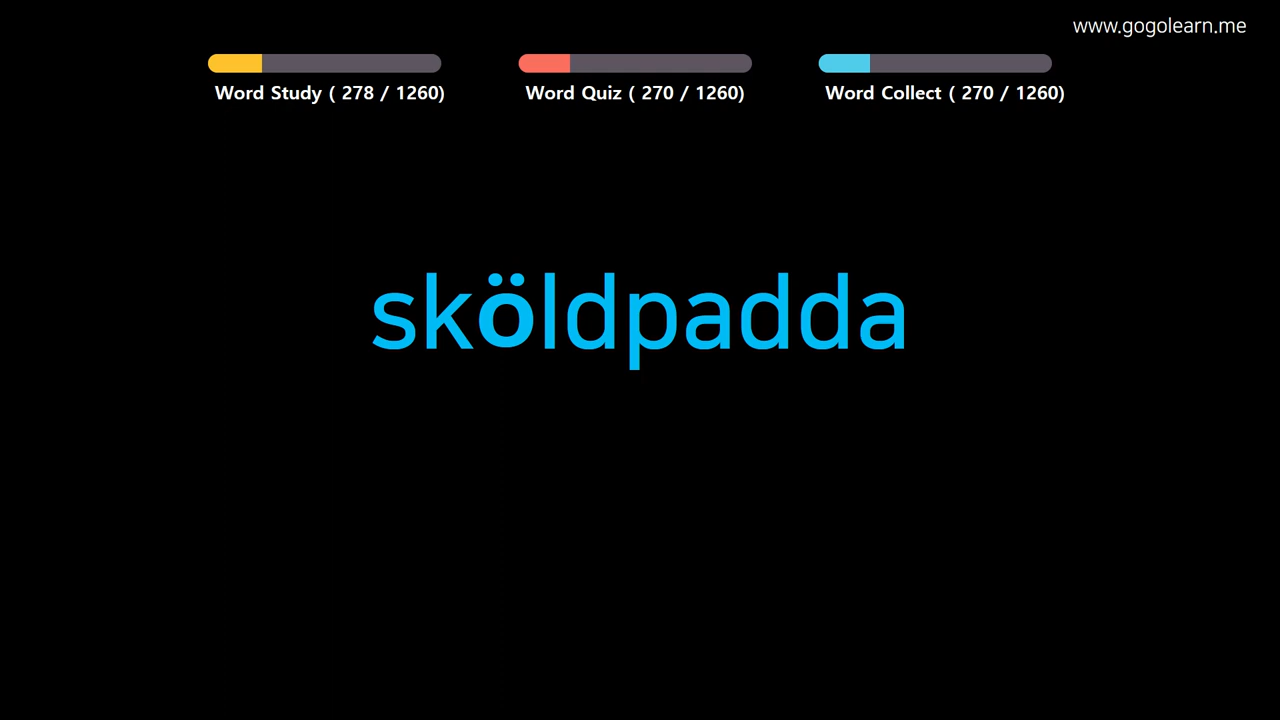 www.gogolearn.me
Word Study ( 278 / 1260)
Word Quiz ( 270 / 1260)
Word Collect ( 270 / 1260)
sköldpadda